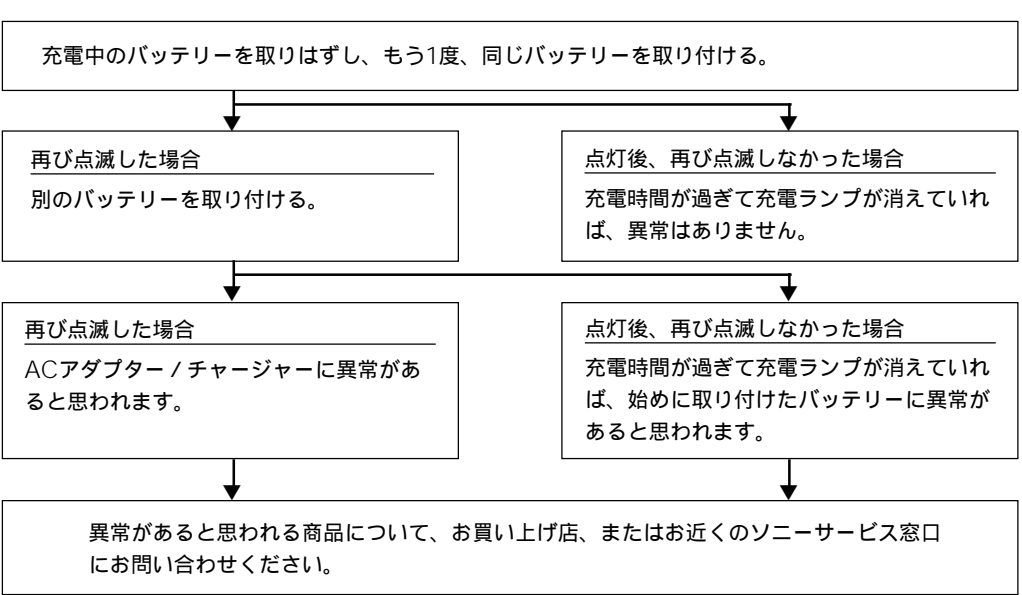 充電中のバッテリーを取りはずし、もう1度、同じバッテリーを取り付ける。
再び点滅した場合
別のバッテリーを取り付ける。
点灯後、再び点滅しなかった場合
充電時間が過ぎて充電ランプが消えていれ
ば、異常はありません。
再び点滅した場合
ACアダプター / チャージャーに異常があ
ると思われます。
点灯後、再び点滅しなかった場合
充電時間が過ぎて充電ランプが消えていれ
ば、始めに取り付けたバッテリーに異常が
あると思われます。
異常があると思われる商品について、お買い上げ店、またはお近くのソニーサービス窓口
にお問い合わせください。